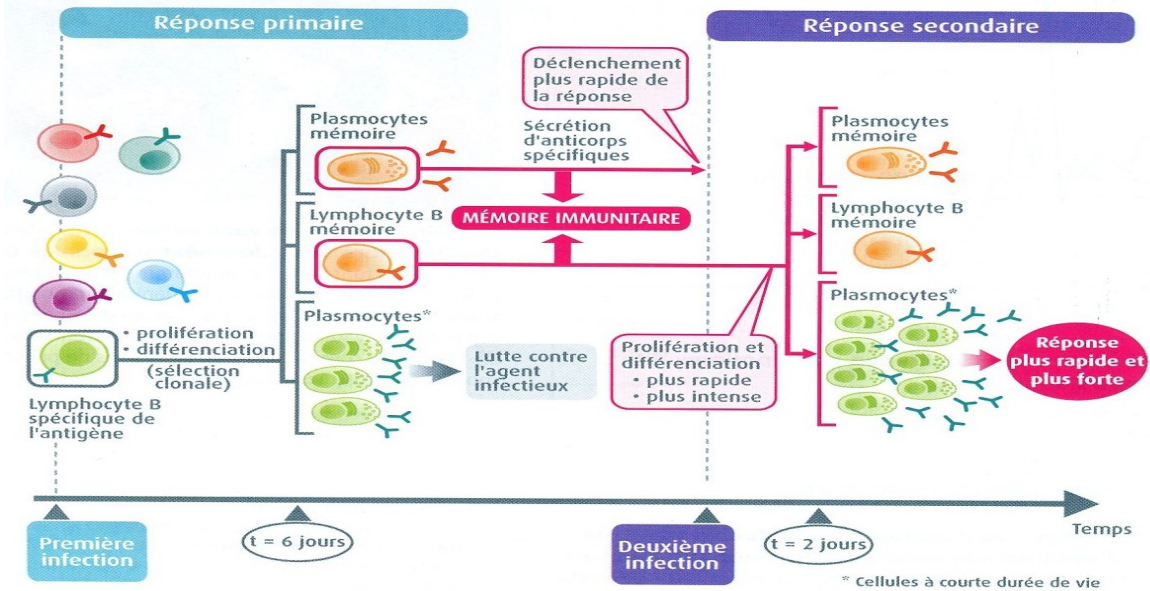 Réponse primaire
Réponse secondaire
Déclenchement
plus rapide de
la réponse
Plasmocytes
mémoire
Sécrétion
d'anticorps
spécifiques
Plasmocytes
mémoire
Lymphocyte B
mémoire
MÉMOIRE IMMUNITAIRE
Lymphocyte B
mémoire
• prolifération
• différenciation
(sélection
clonale)
Plasmocytes*
Lutte contre
l'agent
infectieux
Prolifération et
différenciation
• plus rapide
• plus intense
Plasmocytes*
Réponse
plus rapide et
plus forte
Lymphocyte B
spécifique de
l'antigène
Temps
Première
infection
t = 6 jours
Deuxième
infection
t = 2 jours
* Cellules à courte durée de vie